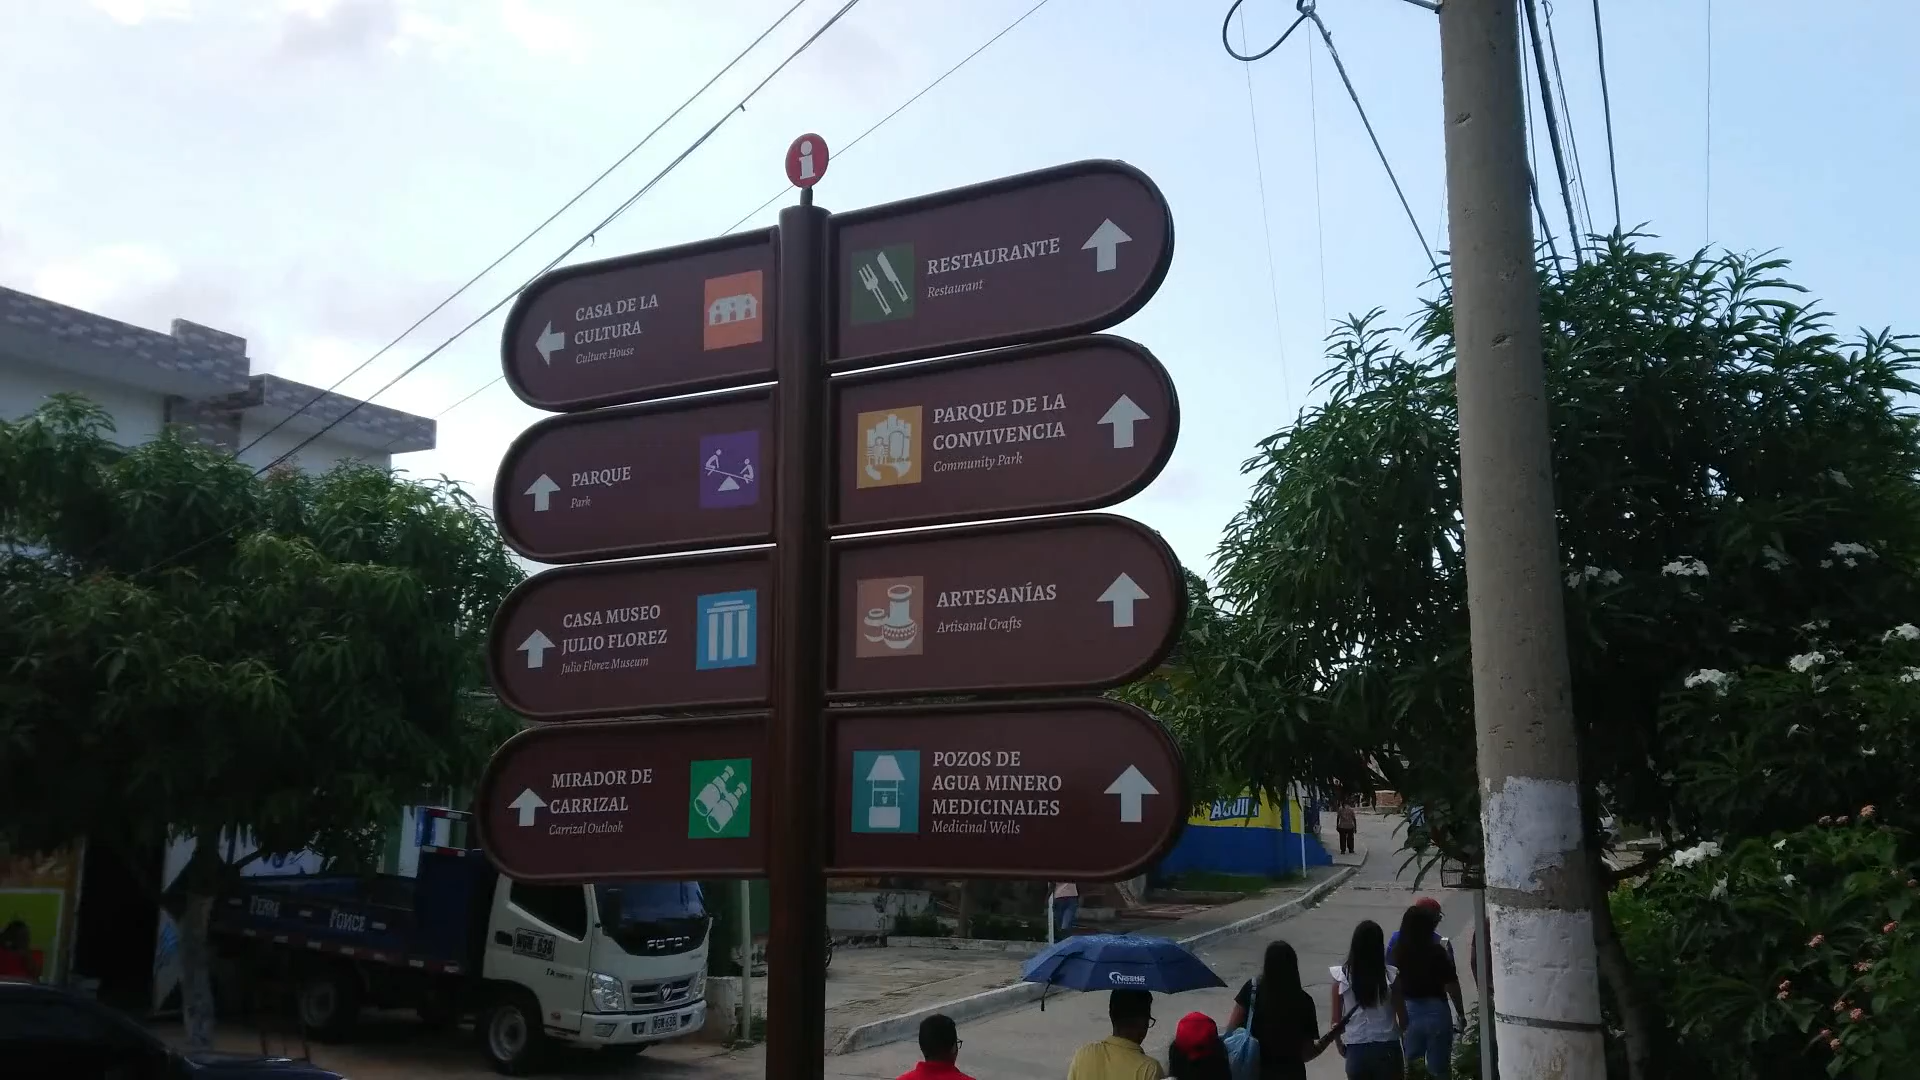 i
CASA DE LA
CULTURA
Culture House
PARQUE
Park
CASA MUSEO
JULIO FLOREZ
Julio Florez Museum
MIRADOR DE
CARRIZAL
Carrizal Outlook
RESTAURANTE
Restaurant
PARQUE DE LA
CONVIVENCIA
Community Park
ARTESANÍAS
Artisanal Crafts
POZOS DE
AGUA MINERO
MEDICINALES
Medicinal Wells
AGUILA
FOTON
Nestlé